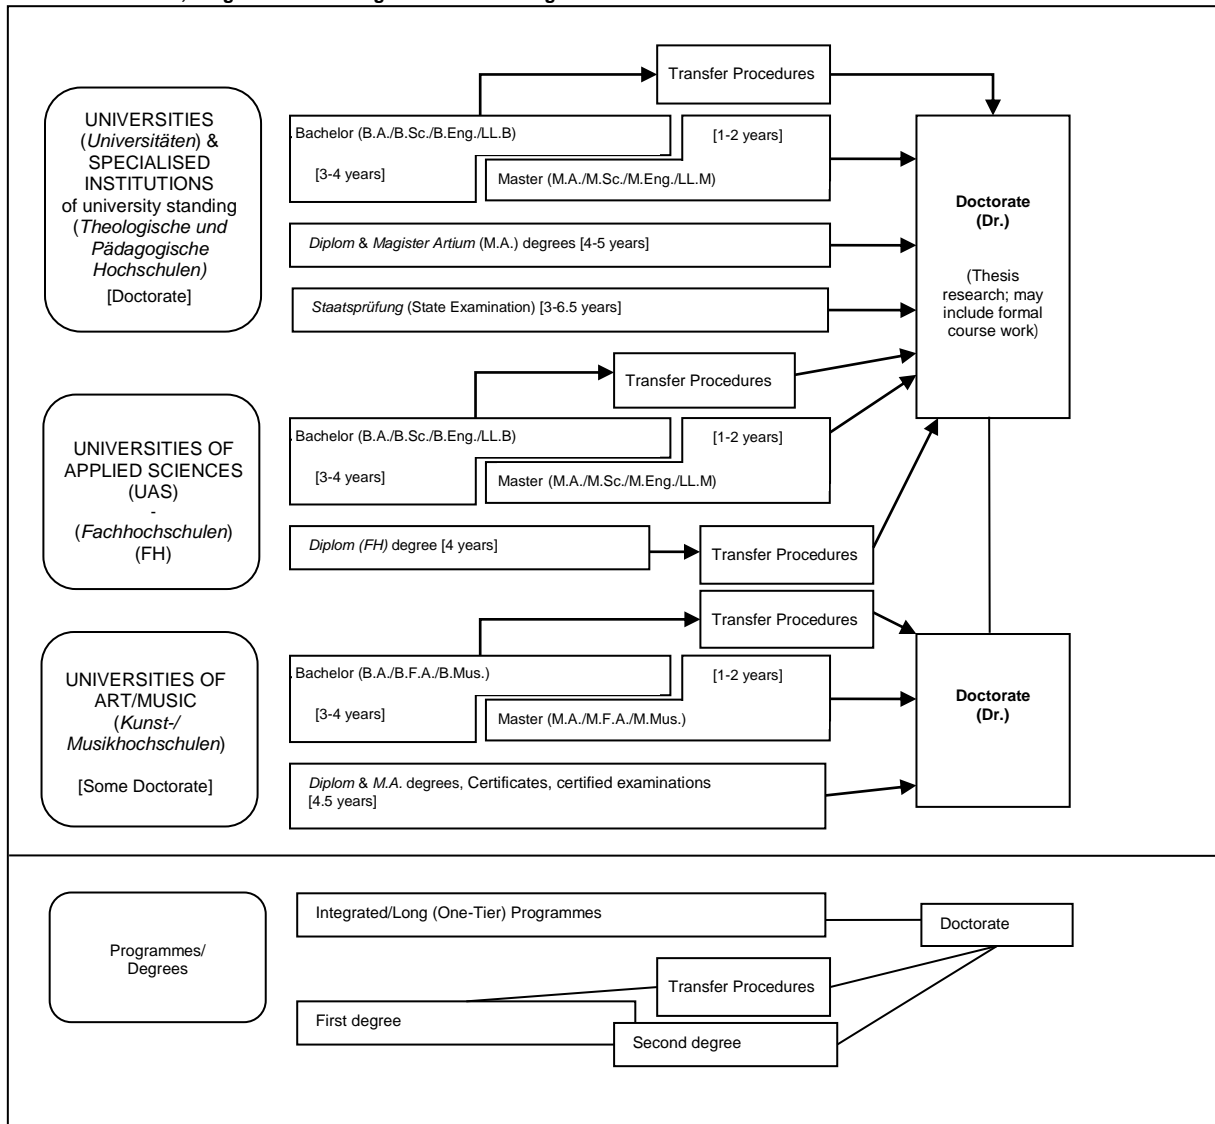 Transfer Procedures
UNIVERSITIES
(Universitäten) &
SPECIALISED
INSTITUTIONS
of university standing
(Theologische und
Pädagogische
Hochschulen)
[Doctorate]
. Bachelor (B.A./B.Sc./B.Eng./LL.B)
[3-4 years]
[1-2 years]
Master (M.A./M.Sc./M.Eng./LL.M)
Diplom & Magister Artium (M.A.) degrees [4-5 years]
Staatsprüfung (State Examination) [3-6.5 years]
Doctorate
(Dr.)
(Thesis
research; may
include formal
course work)
UNIVERSITIES OF
APPLIED SCIENCES
(UAS)
-
(Fachhochschulen)
(FH)
Transfer Procedures
. Bachelor (B.A./B.Sc./B.Eng./LL.B)
[3-4 years]
[1-2 years]
Master (M.A./M.Sc./M.Eng./LL.M)
Diplom (FH) degree [4 years]
Transfer Procedures
Transfer Procedures
UNIVERSITIES OF
ART/MUSIC
(Kunst-/
Musikhochschulen)
[Some Doctorate]
. Bachelor (B.A./B.F.A./B.Mus.)
[3-4 years]
[1-2 years]
Master (M.A./M.F.A./M.Mus.)
Diplom & M.A. degrees, Certificates, certified examinations
[4.5 years]
Doctorate
(Dr.)
Programmes/
Degrees
Integrated/Long (One-Tier) Programmes
Doctorate
Transfer Procedures
First degree
Second degree